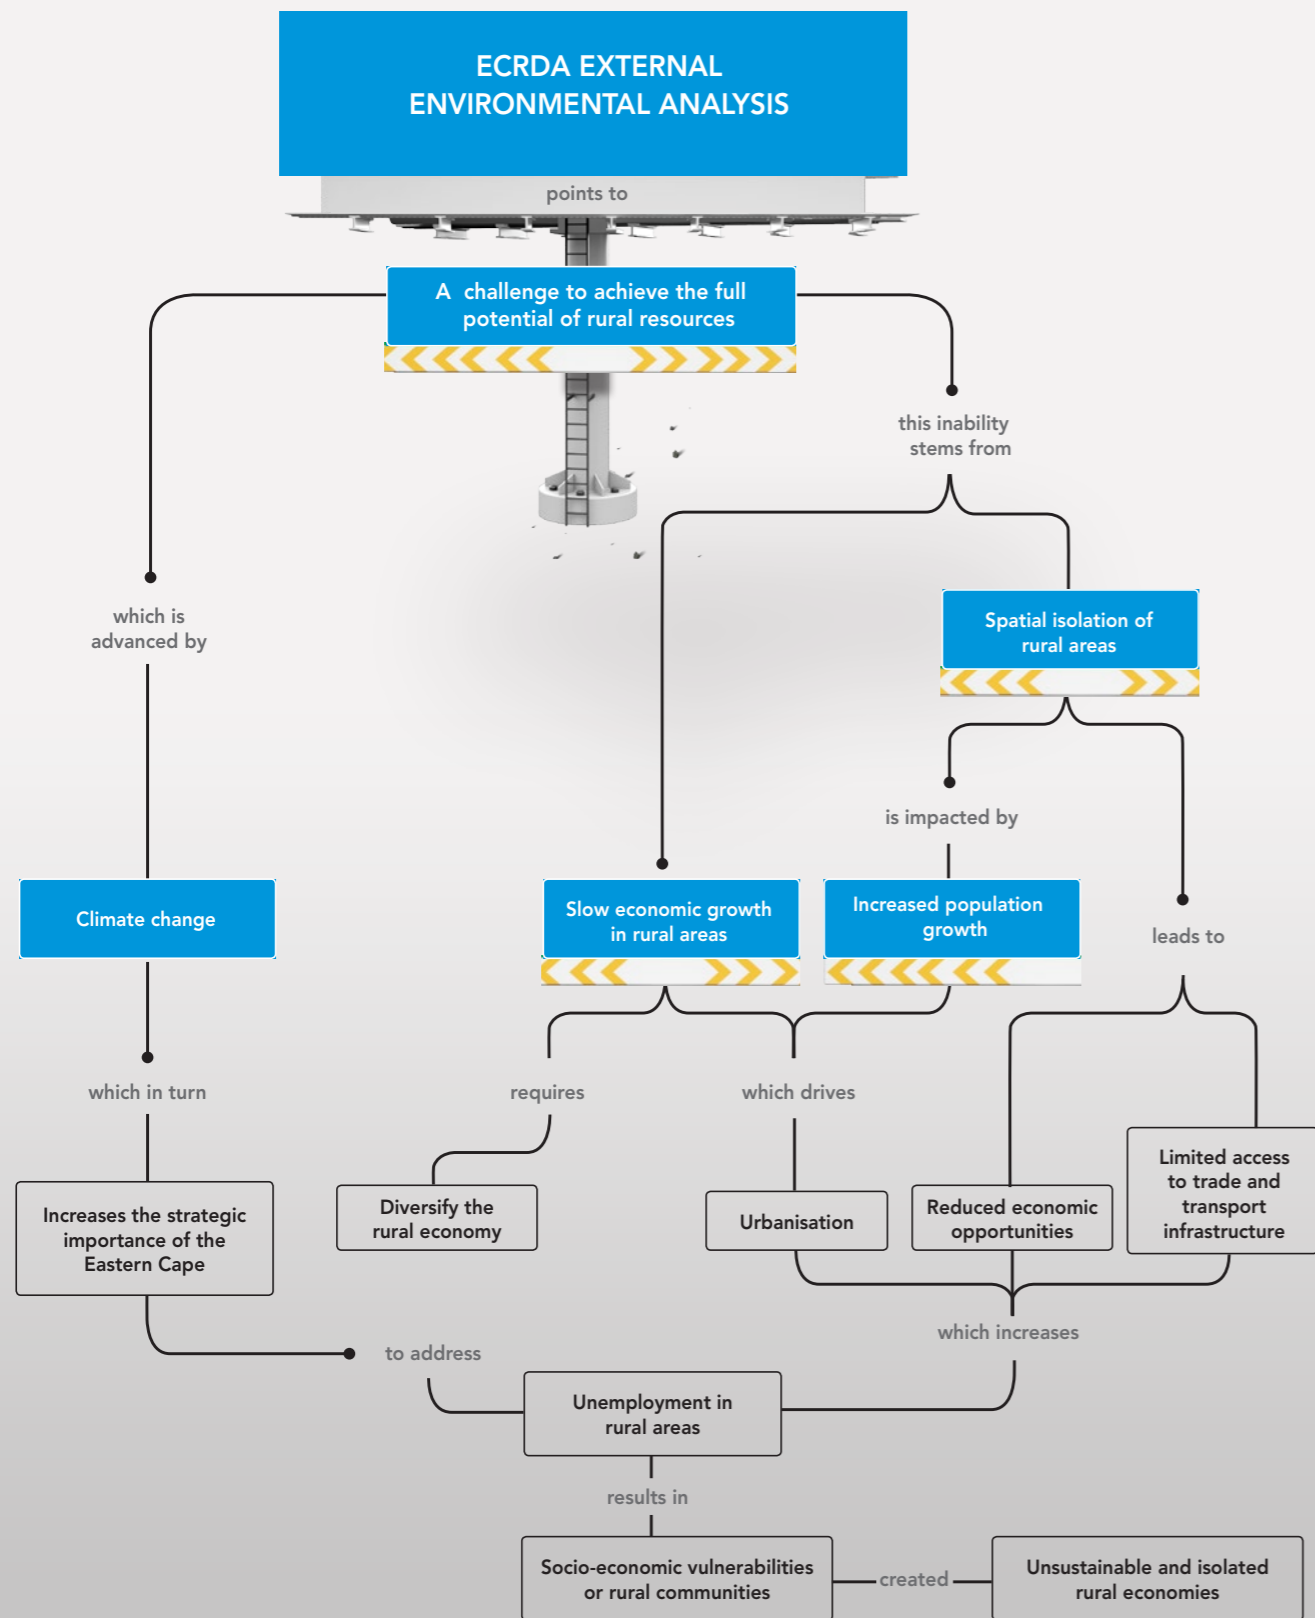 ECRDA EXTERNAL
ENVIRONMENTAL ANALYSIS
points to
A challenge to achieve the full
potential of rural resources
this inability
stems from
which is
advanced by
Spatial isolation of
rural areas
is impacted by
Climate change
Slow economic growth
in rural areas
Increased population
growth
leads to
which in turn
requires
which drives
Increases the strategic
importance of the
Eastern Cape
Diversify the
rural economy
Urbanisation
Reduced economic
opportunities
Limited access
to trade and
transport
infrastructure
which increases
to address
Unemployment in
rural areas
results in
Socio-economic vulnerabilities
or rural communities
created
Unsustainable and isolated
rural economies